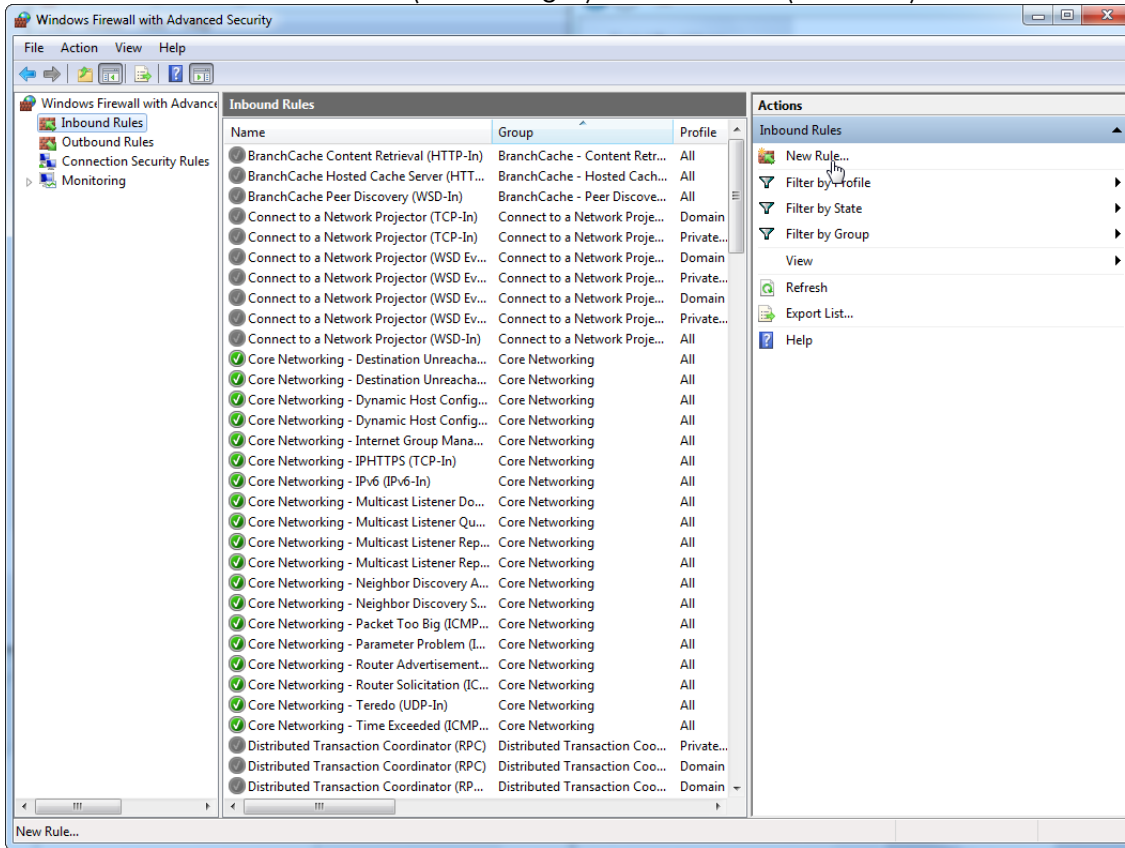 Windows Firewall with Advanced Security
File Action View Help
Windows Firewall with Advance
Inbound Rules
Outbound Rules
Connection Security Rules
Monitoring
Inbound Rules
Name Group Profile
BranchCache Content Retrieval (HTTP-In) BranchCache - Content Retr... All
BranchCache Hosted Cache Server (HTT... BranchCache - Hosted Cach... All
BranchCache Peer Discovery (WSD-In) BranchCache - Peer Discove... All
Connect to a Network Projector (TCP-In) Connect to a Network Proje... Domain
Connect to a Network Projector (TCP-In) Connect to a Network Proje... Private...
Connect to a Network Projector (WSD Ev... Connect to a Network Proje... Domain
Connect to a Network Projector (WSD Ev... Connect to a Network Proje... Private...
Connect to a Network Projector (WSD Ev... Connect to a Network Proje... Domain
Connect to a Network Projector (WSD Ev... Connect to a Network Proje... Private...
Connect to a Network Projector (WSD-In) Connect to a Network Proje... All
Core Networking - Destination Unreacha... Core Networking All
Core Networking - Destination Unreacha... Core Networking All
Core Networking - Dynamic Host Config... Core Networking All
Core Networking - Dynamic Host Config... Core Networking All
Core Networking - Internet Group Mana... Core Networking All
Core Networking - IPHTTPS (TCP-In) Core Networking All
Core Networking - IPv6 (IPv6-In) Core Networking All
Core Networking - Multicast Listener Do... Core Networking All
Core Networking - Multicast Listener Qu... Core Networking All
Core Networking - Multicast Listener Rep... Core Networking All
Core Networking - Multicast Listener Rep... Core Networking All
Core Networking - Neighbor Discovery A... Core Networking All
Core Networking - Neighbor Discovery S... Core Networking All
Core Networking - Packet Too Big (ICMP... Core Networking All
Core Networking - Parameter Problem (I... Core Networking All
Core Networking - Router Advertisement... Core Networking All
Core Networking - Router Solicitation (IC... Core Networking All
Core Networking - Teredo (UDP-In) Core Networking All
Core Networking - Time Exceeded (ICMP... Core Networking All
Distributed Transaction Coordinator (RPC) Distributed Transaction Coo... Private...
Distributed Transaction Coordinator (RPC) Distributed Transaction Coo... Domain
Distributed Transaction Coordinator (RP... Distributed Transaction Coo... Domain
Actions
Inbound Rules
New Rule...
Filter by Profile
Filter by State
Filter by Group
View
Refresh
Export List...
Help
New Rule...